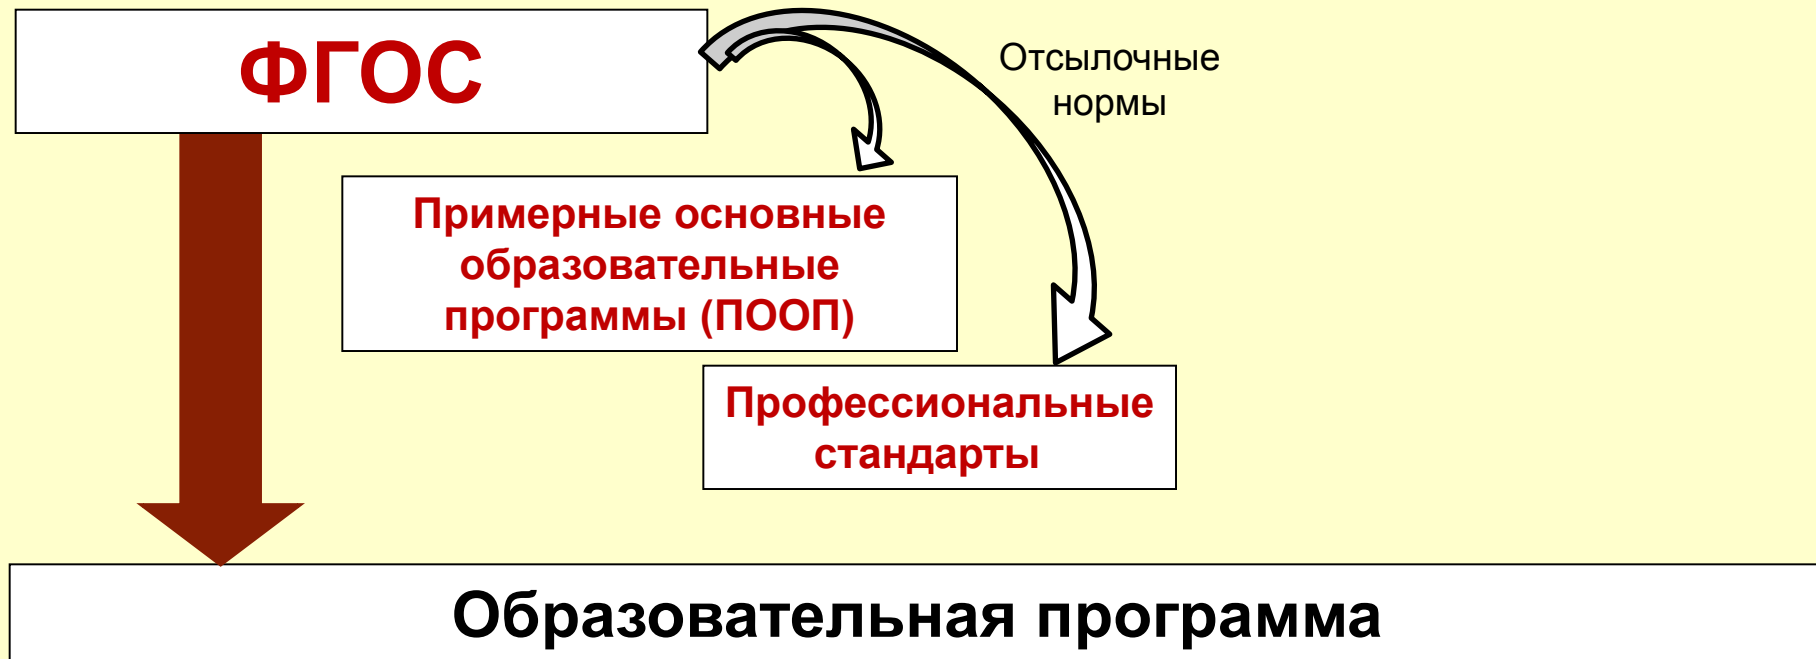 ФГОС
Отсылочные
нормы
Примерные основные
образовательные
программы (ПООП)
Профессиональные
стандарты
Образовательная программа